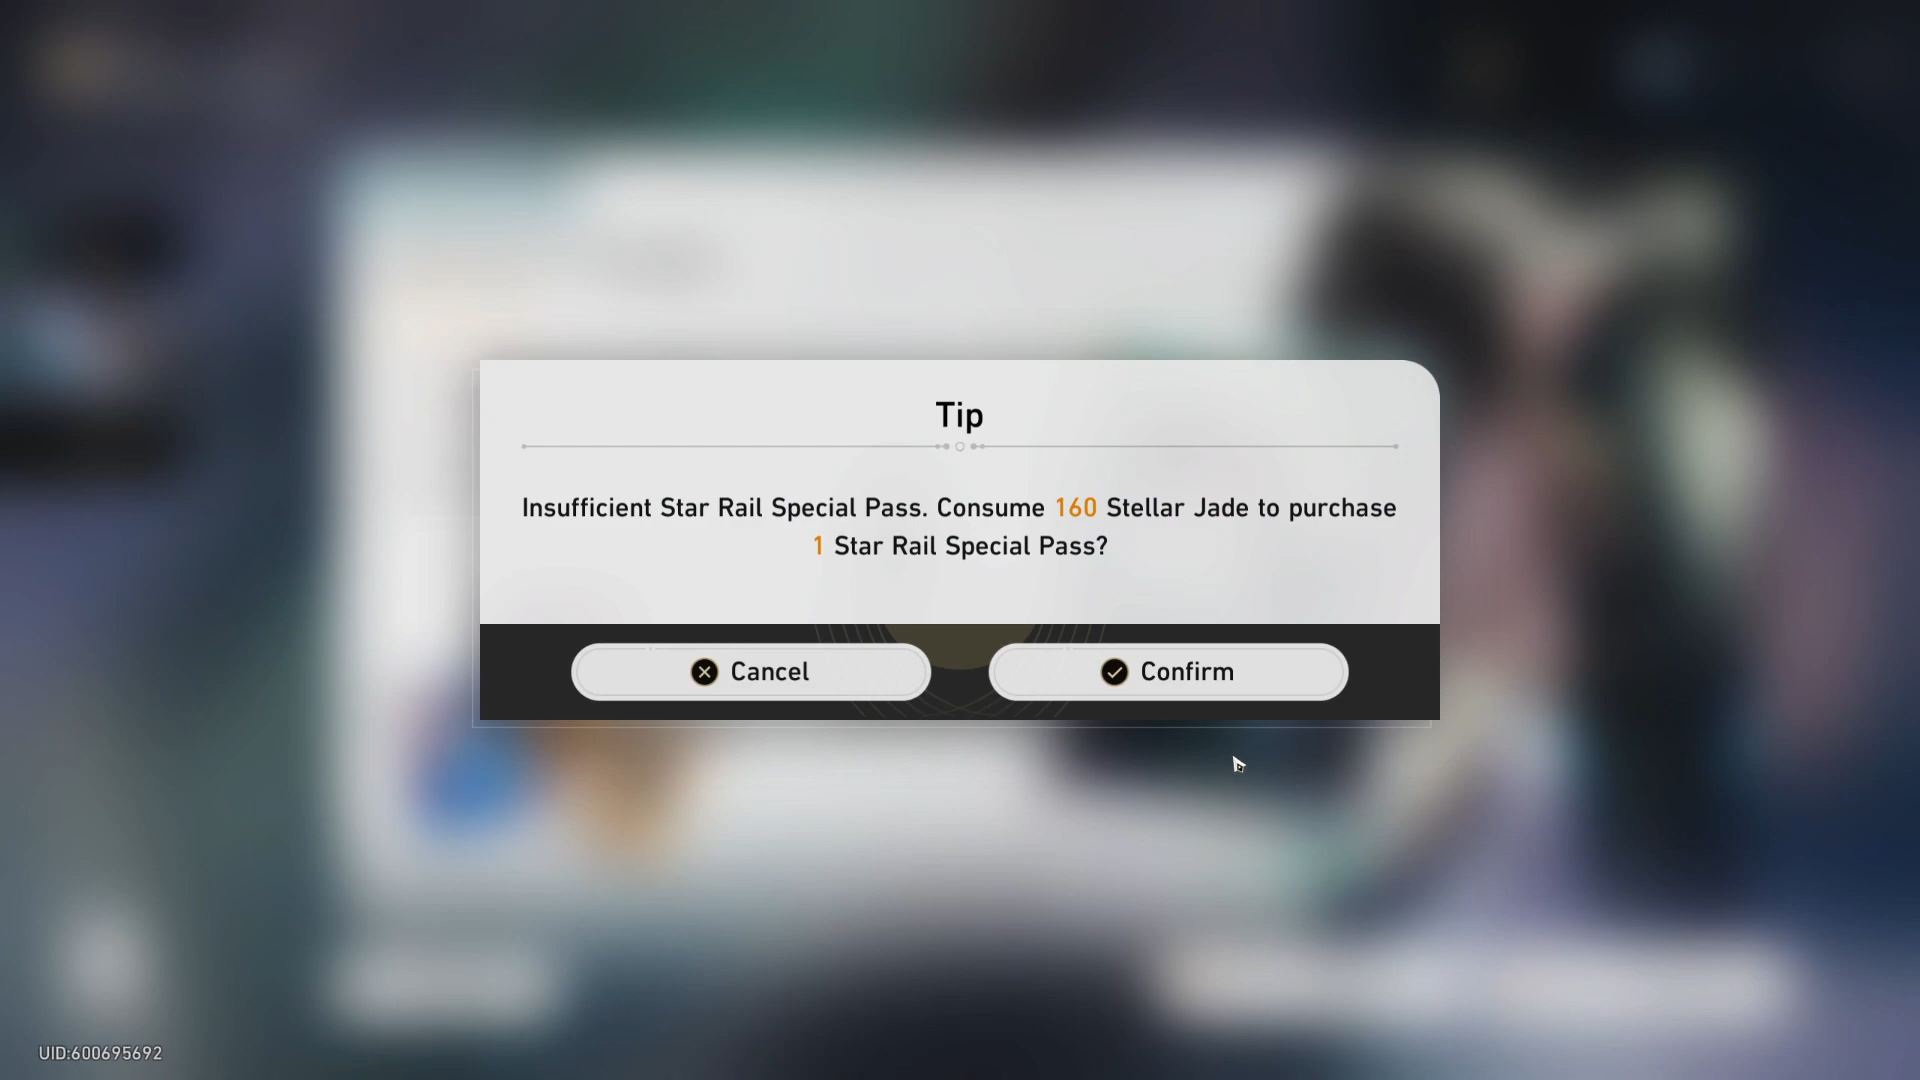 Tip
Insufficient Star Rail Special Pass. Consume 160 Stellar Jade to purchase
1 Star Rail Special Pass?
Cancel
Confirm
UID:600695692